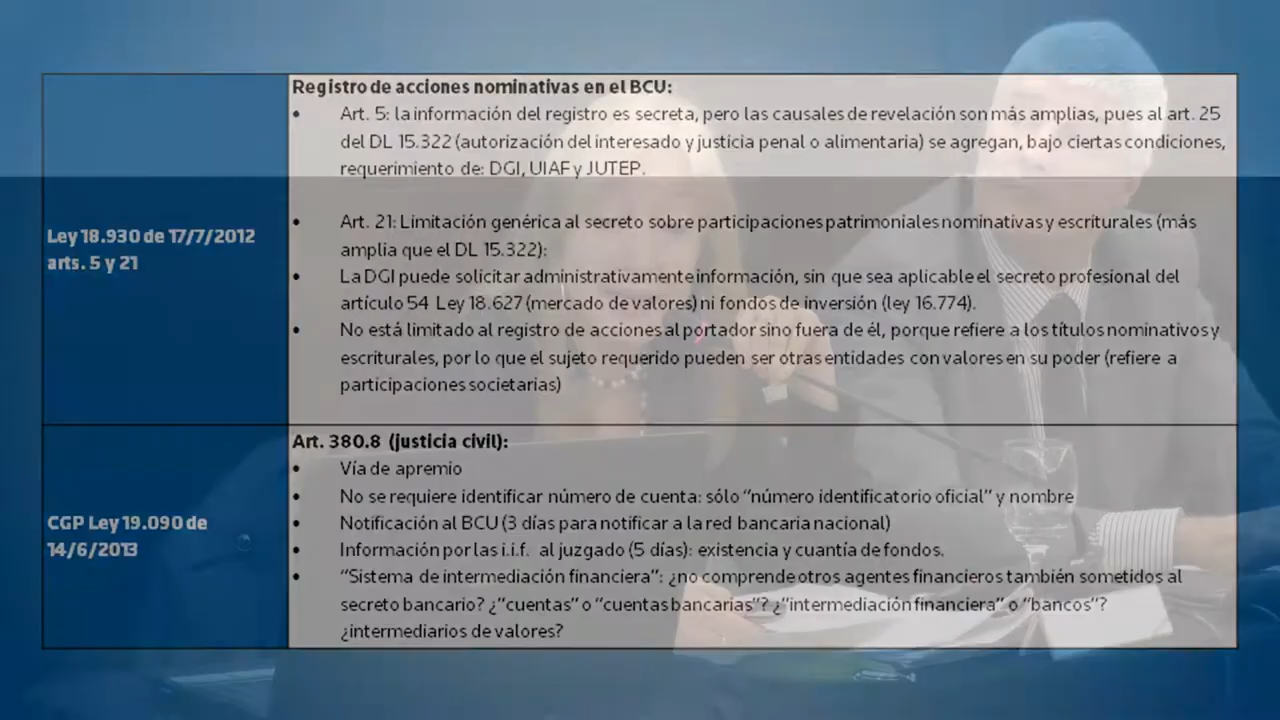 Registro de acciones nominativas en el BCU:
• Art. 5: la información del registro es secreta, pero las causales de revelación son más amplias, pues al art. 25
del DL 15.322 (autorización del interesado y justicia penal o alimentaria) se agregan, bajo ciertas condiciones,
requerimiento de: DGI, UIAF y JUTEP.
Ley 18.930 de 17/7/2012
arts. 5 y 21
• Art. 21: Limitación genérica al secreto sobre participaciones patrimoniales nominativas y escriturales (más
amplia que el DL 15.322):
• La DGI puede solicitar administrativamente información, sin que sea aplicable el secreto profesional del
artículo 54 Ley 18.627 (mercado de valores) ni fondos de inversión (ley 16.774).
• No está limitado al registro de acciones al portador sino fuera de él, porque refiere a los títulos nominativos y
escriturales, por lo que el sujeto requerido pueden ser otras entidades con valores en su poder (refiere a
participaciones societarias)
Art. 380.8 (justicia civil):
• Vía de apremio
• No se requiere identificar número de cuenta: sólo "número identificatorio oficial" y nombre
CGP Ley 19.090 de
14/6/2013
• Notificación al BCU (3 días para notificar a la red bancaria nacional)
• Información por las i.i.f. al juzgado (5 días): existencia y cuantía de fondos.
• "Sistema de intermediación financiera": ¿no comprende otros agentes financieros también sometidos al
secreto bancario? ¿"cuentas" o "cuentas bancarias"? ¿"intermediación financiera" o "bancos"?
¿intermediarios de valores?